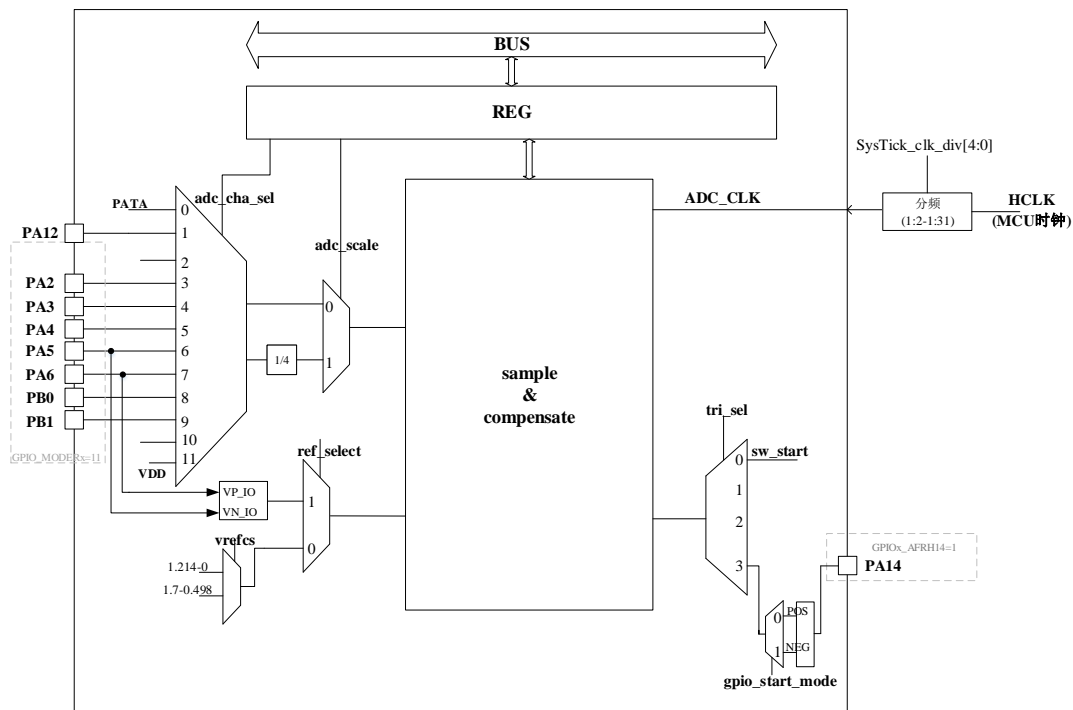 BUS
REG
SysTick_clk_div[4:0]
分频
(1:2-1:31)
HCLK
(MCU时钟)
ADC_CLK
adc_cha_sel
adc_scale
PATA
0
1
2
3
4
5
6
7
8
9
10
11
VDD
PA12
PA2
PA3
PA4
PA5
PA6
PB0
PB1
GPIO_MODERx=11
0
1
1/4
sample
&
compensate
ref_select
1
0
VP_IO
VN_IO
vrefcs
1.214-0
1.7-0.498
tri_sel
0
1
2
3
sw_start
GPIOx_AFRH14=1
PA14
0
1
POS
NEG
gpio_start_mode